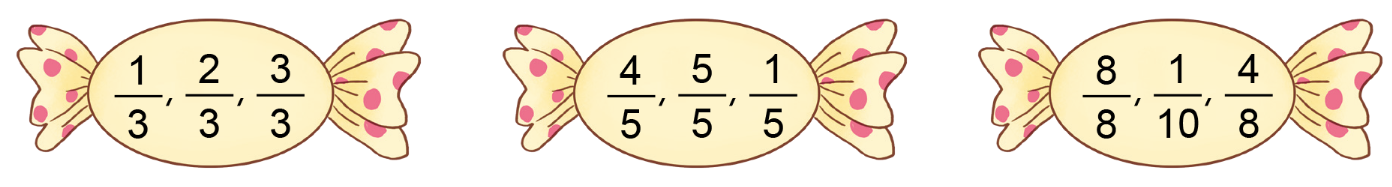 1/3, 2/3, 3/3
4/5, 5/5, 1/5
8/8, 1/10, 4/8